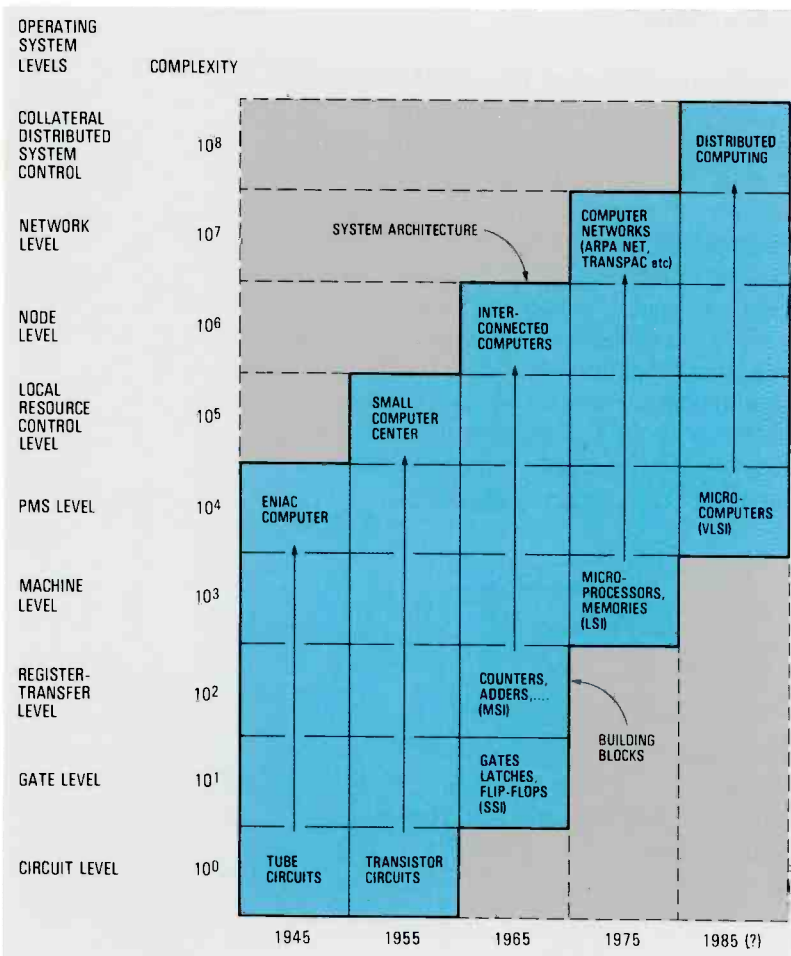 OPERATING
SYSTEM
LEVELS
COMPLEXITY
COLLATERAL
DISTRIBUTED
SYSTEM
CONTROL
10⁸
DISTRIBUTED
COMPUTING
NETWORK
LEVEL
10⁷
SYSTEM ARCHITECTURE
COMPUTER
NETWORKS
(ARPA NET,
TRANSPAC etc)
NODE
LEVEL
10⁶
INTER-
CONNECTED
COMPUTERS
LOCAL
RESOURCE
CONTROL
LEVEL
10⁵
SMALL
COMPUTER
CENTER
PMS LEVEL
10⁴
ENIAC
COMPUTER
MICRO-
COMPUTERS
(VLSI)
MACHINE
LEVEL
10³
MICRO-
PROCESSORS,
MEMORIES
(LSI)
REGISTER-
TRANSFER
LEVEL
10²
COUNTERS,
ADDERS,....
(MSI)
BUILDING
BLOCKS
GATE LEVEL
10¹
GATES
LATCHES,
FLIP-FLOPS
(SSI)
CIRCUIT LEVEL
10⁰
TUBE
CIRCUITS
TRANSISTOR
CIRCUITS
1945
1955
1965
1975
1985 (?)